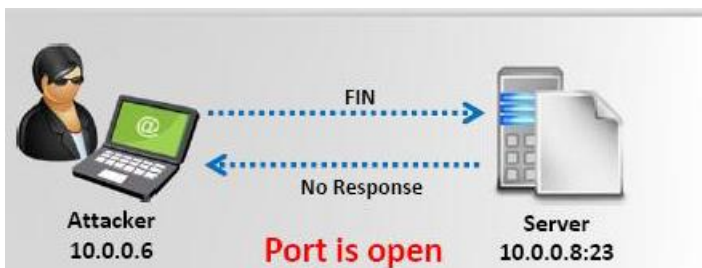 FIN
@
No Response
Attacker
10.0.0.6
Port is open
Server
10.0.0.8:23